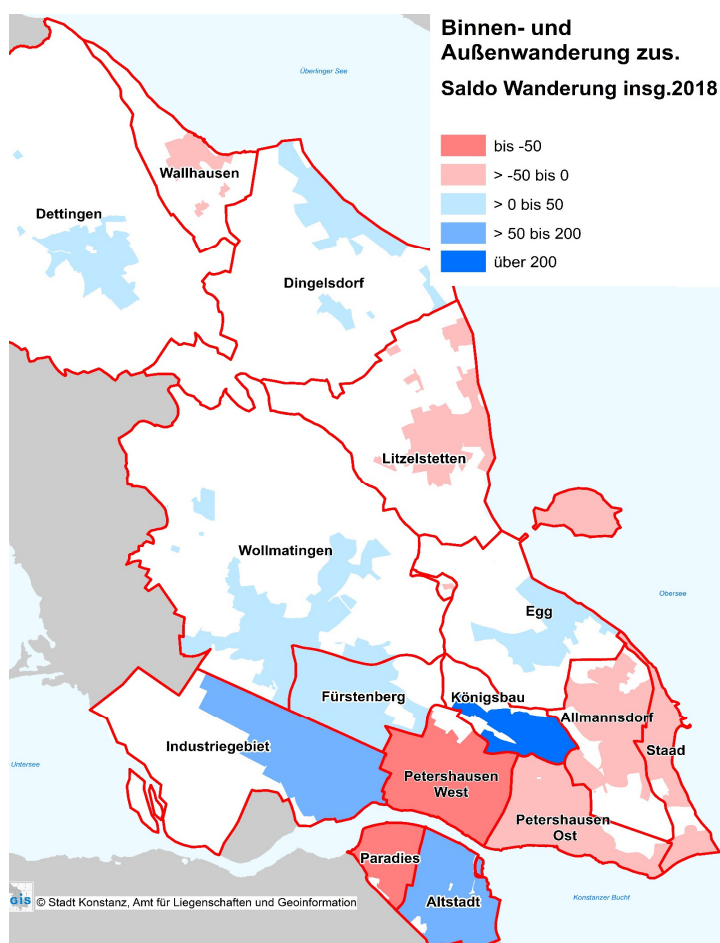 Binnen- und
Außenwanderung zus.
Saldo Wanderung insg.2018
bis -50
> -50 bis 0
> 0 bis 50
> 50 bis 200
über 200
Überlinger See
Wallhausen
Dettingen
Dingelsdorf
Litzelstetten
Wollmatingen
Obersee
Egg
Fürstenberg
Königsbau
Allmannsdorf
Industriegebiet
Staad
Untersee
Petershausen
West
Petershausen
Ost
Paradies
Altstadt
Konstanzer Bucht
GIS
© Stadt Konstanz, Amt für Liegenschaften und Geoinformation